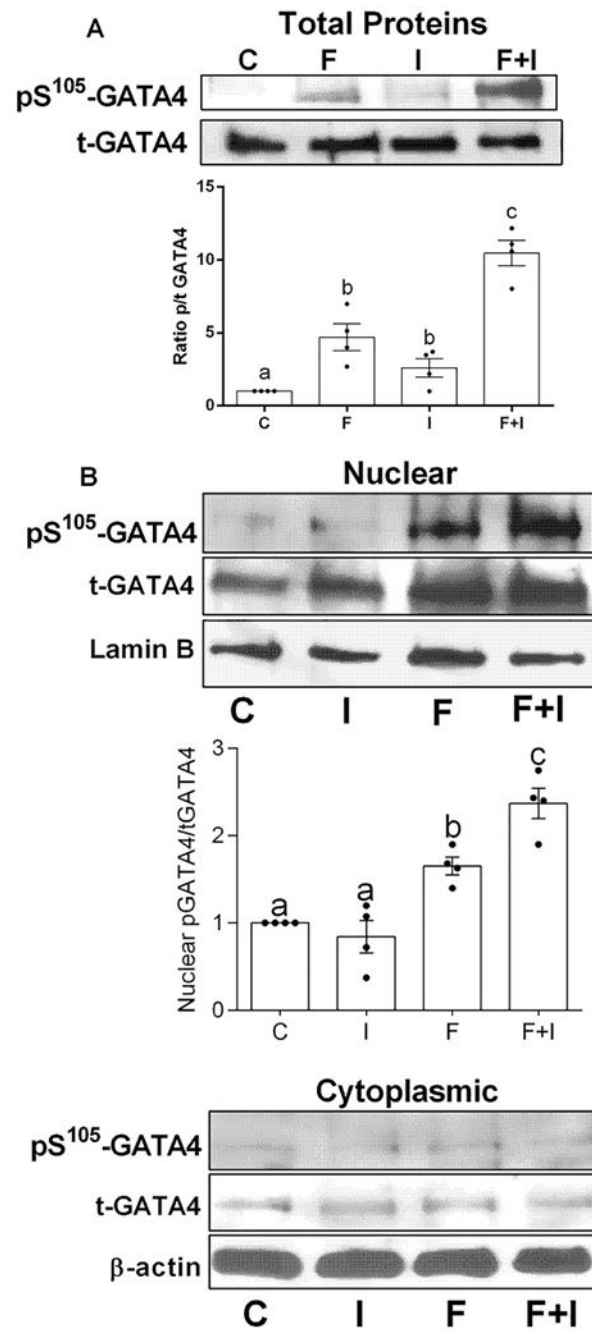 A
Total Proteins
C F I F+I
pS¹⁰⁵-GATA4
t-GATA4
15
10
5
0
Ratio p/t GATA4
a
b
b
c
C F I F+I
B
Nuclear
pS¹⁰⁵-GATA4
t-GATA4
Lamin B
C I F F+I
3
2
1
0
Nuclear pGATA4/tGATA4
a
a
b
c
C I F F+I
Cytoplasmic
pS¹⁰⁵-GATA4
t-GATA4
β-actin
C I F F+I